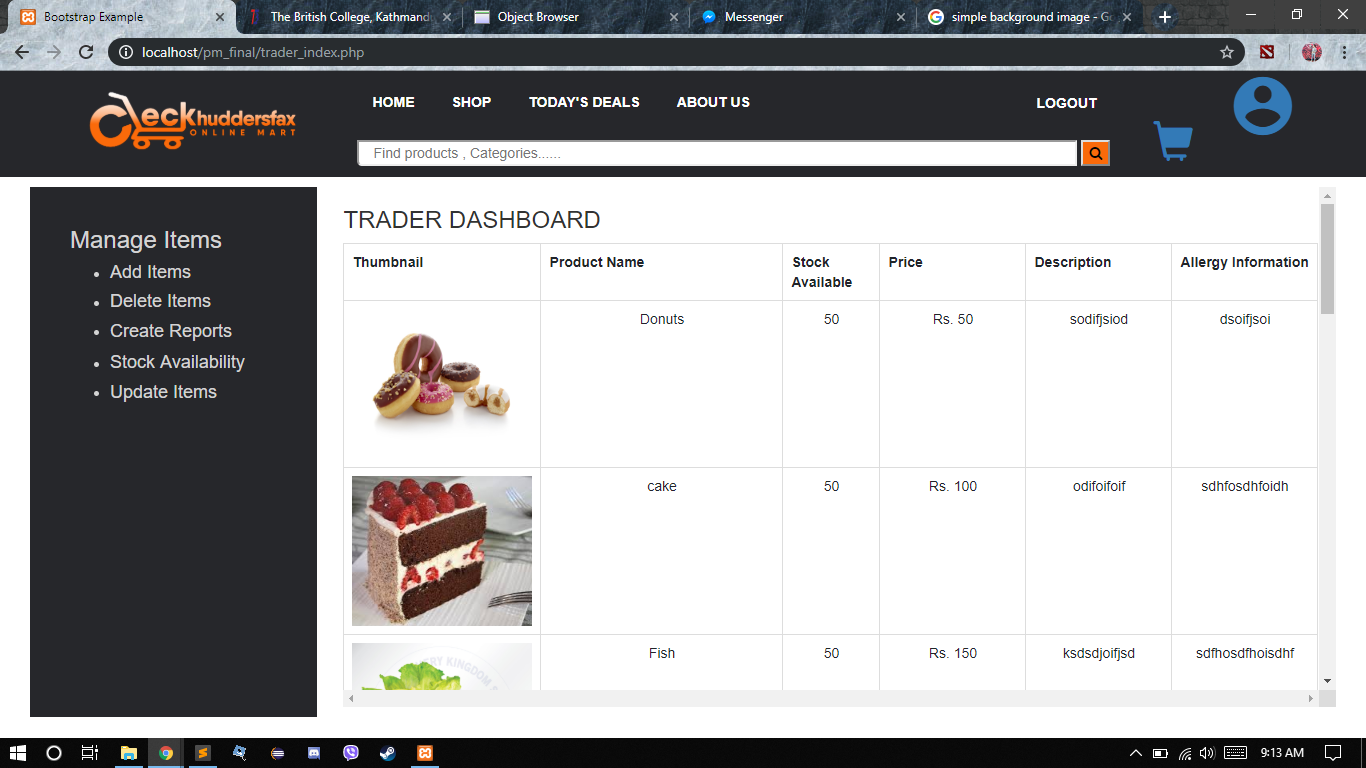 Bootstrap Example
The British College, Kathmand
Object Browser
Messenger
simple background image - Go
localhost/pm_final/trader_index.php
HOME SHOP TODAY'S DEALS ABOUT US
LOGOUT
eckhuddersfax
ONLINE MART
Find products , Categories......
Manage Items
Add Items
Delete Items
Create Reports
Stock Availability
Update Items
TRADER DASHBOARD
Thumbnail Product Name Stock Available Price Description Allergy Information
Donuts 50 Rs. 50 sodifjsiod dsoifjsoi
cake 50 Rs. 100 odifoifoif sdhfosdhfoidh
Fish 50 Rs. 150 ksdsdjoifjsd sdfhosdfhoisdhf
9:13 AM